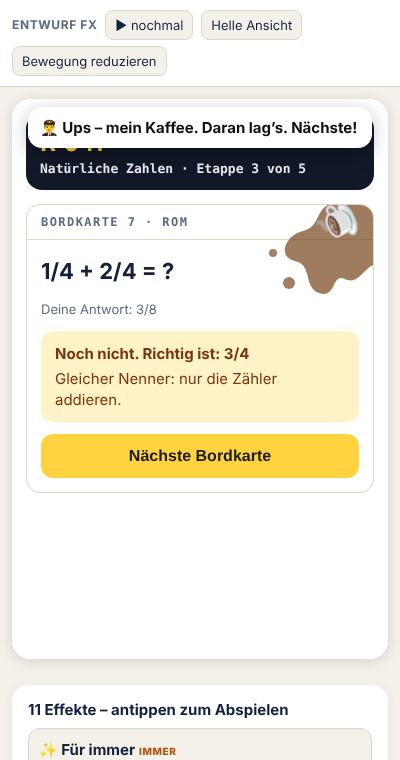 ENTWURF FX
▶ nochmal
Helle Ansicht
Bewegung reduzieren
Ups – mein Kaffee. Daran lag's. Nächste!
Natürliche Zahlen · Etappe 3 von 5
BORDKARTE 7 · ROM
1/4 + 2/4 = ?
Deine Antwort: 3/8
Noch nicht. Richtig ist: 3/4
Gleicher Nenner: nur die Zähler
addieren.
Nächste Bordkarte
11 Effekte – antippen zum Abspielen
✨ Für immer IMMER